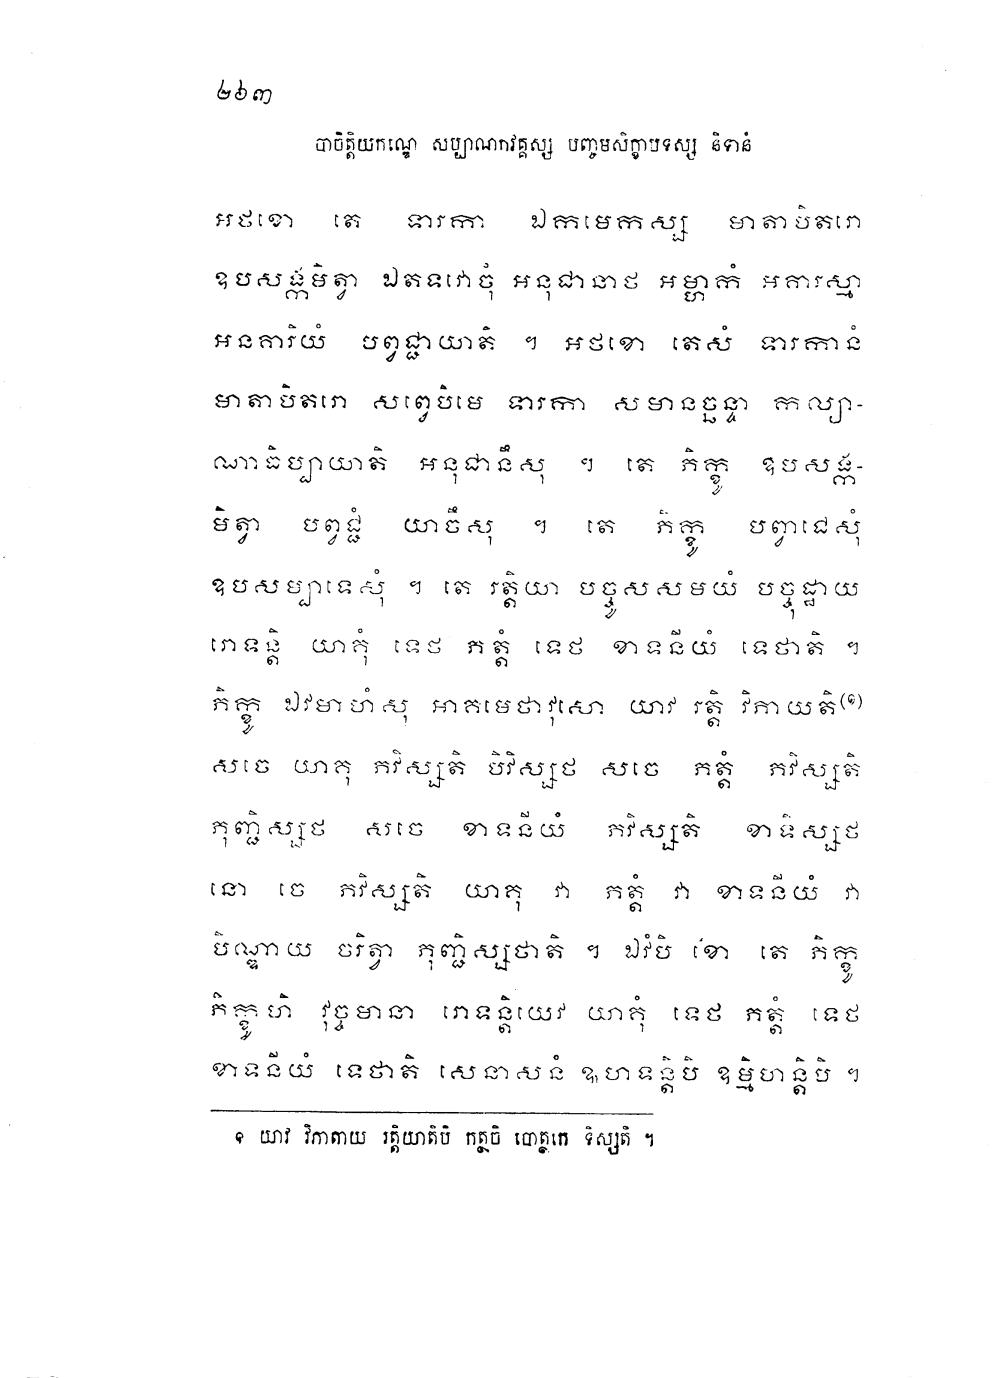 ២៦៣
បាចិត្តិយកណ្ឌេ សប្បាណកវគ្គស្ស បញ្ចមសិក្ខាបទស្ស និទានំ
អថខោ តេ ទារកា ឯកមេកស្ស មាតាបិតរោ
ឧបសង្កមិត្វា ឯតទវោចុំ អនុជានាថ អម្ហាកំ អគារស្មា
អនគារិយំ បព្វជ្ជាយាតិ ។ អថខោ តេសំ ទារកានំ
មាតាបិតរោ សព្វេបិមេ ទារកា សមានច្ឆន្ទា កល្យា-
ណាធិប្បាយាតិ អនុជានឹសុ ។ តេ ភិក្ខូ ឧបសង្ក-
មិត្វា បព្វជ្ជំ យាចឹសុ ។ តេ ភិក្ខូ បព្វាជេសុំ
ឧបសម្បាទេសុំ ។ តេ រត្តិយា បច្ចូសសមយំ បច្ចុដ្ឋាយ
រោទន្តិ យាគុំ ទេថ ភត្តំ ទេថ ខាទនីយំ ទេថាតិ ។
ភិក្ខូ ឯវមាហំសុ អាគមេថាវុសោ យាវ រត្តិ វិភាយតិ(១)
សចេ យាគុ ភវិស្សតិ បិវិស្សថ សចេ ភត្តំ ភវិស្សតិ
ភុញ្ជិស្សថ សចេ ខាទនីយំ ភវិស្សតិ ខាទិស្សថ
នោ ចេ ភវិស្សតិ យាគុ វា ភត្តំ វា ខាទនីយំ វា
បិណ្ឌាយ ចរិត្វា ភុញ្ជិស្សថាតិ ។ ឯវំបិ ខោ តេ ភិក្ខូ
ភិក្ខូហិ វុច្ចមានា រោទន្តិយេវ យាគុំ ទេថ ភត្តំ ទេថ
ខាទនីយំ ទេថាតិ សេនាសនំ ឩហទន្តិបិ ឧម្មិហន្តិបិ ។
១ យាវ វិភាតាយ រត្តិយាតិបិ កត្ថចិ បោត្ថកេ ទិស្សតិ ។